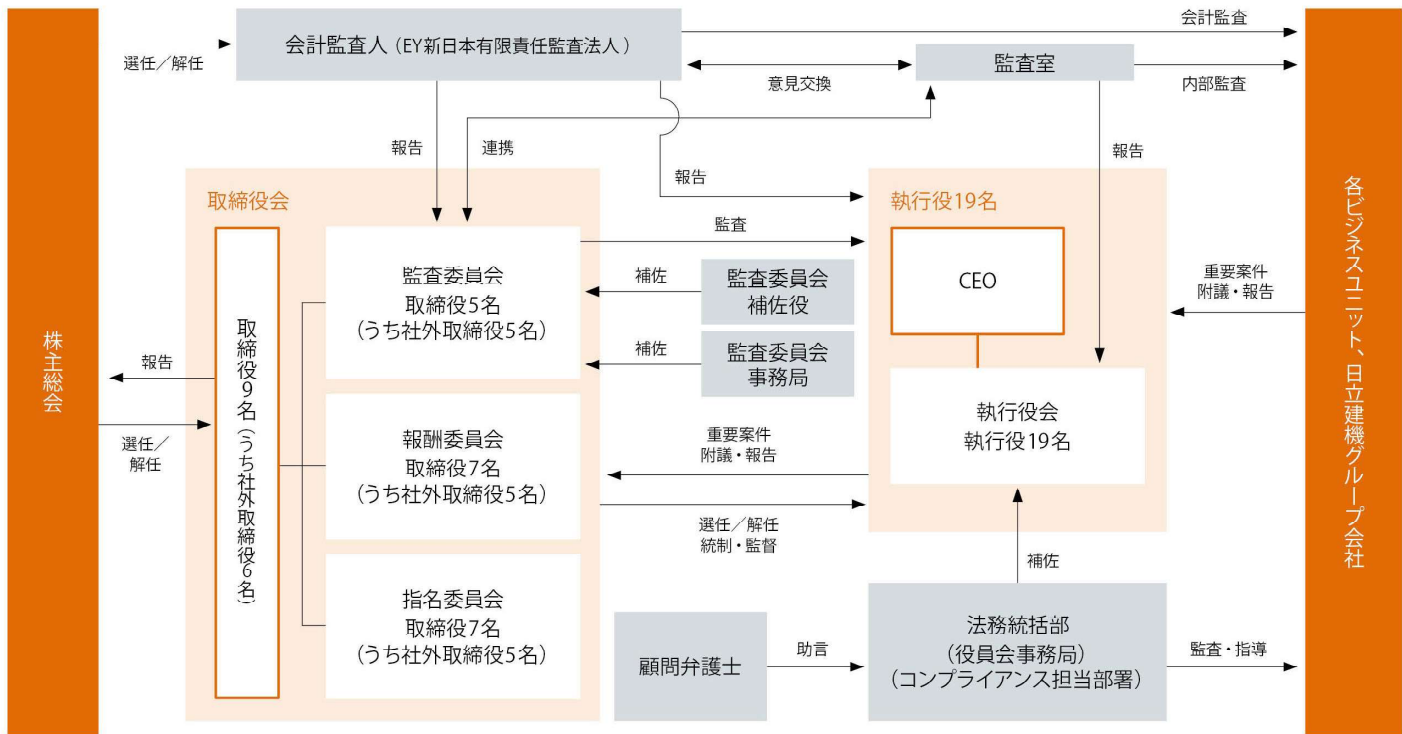 株主総会
選任／解任
会計監査人（EY新日本有限責任監査法人）
会計監査
意見交換
監査室
内部監査
報告
連携
報告
報告
取締役会
取締役9名（うち社外取締役6名）
監査委員会
取締役5名
（うち社外取締役5名）
報酬委員会
取締役7名
（うち社外取締役5名）
指名委員会
取締役7名
（うち社外取締役5名）
報告
選任／
解任
監査
補佐
監査委員会
補佐役
補佐
監査委員会
事務局
重要案件
附議・報告
選任／解任
統制・監督
執行役19名
CEO
執行役会
執行役19名
重要案件
附議・報告
補佐
顧問弁護士
助言
法務統括部
（役員会事務局）
（コンプライアンス担当部署）
監査・指導
各ビジネスユニット、日立建機グループ会社